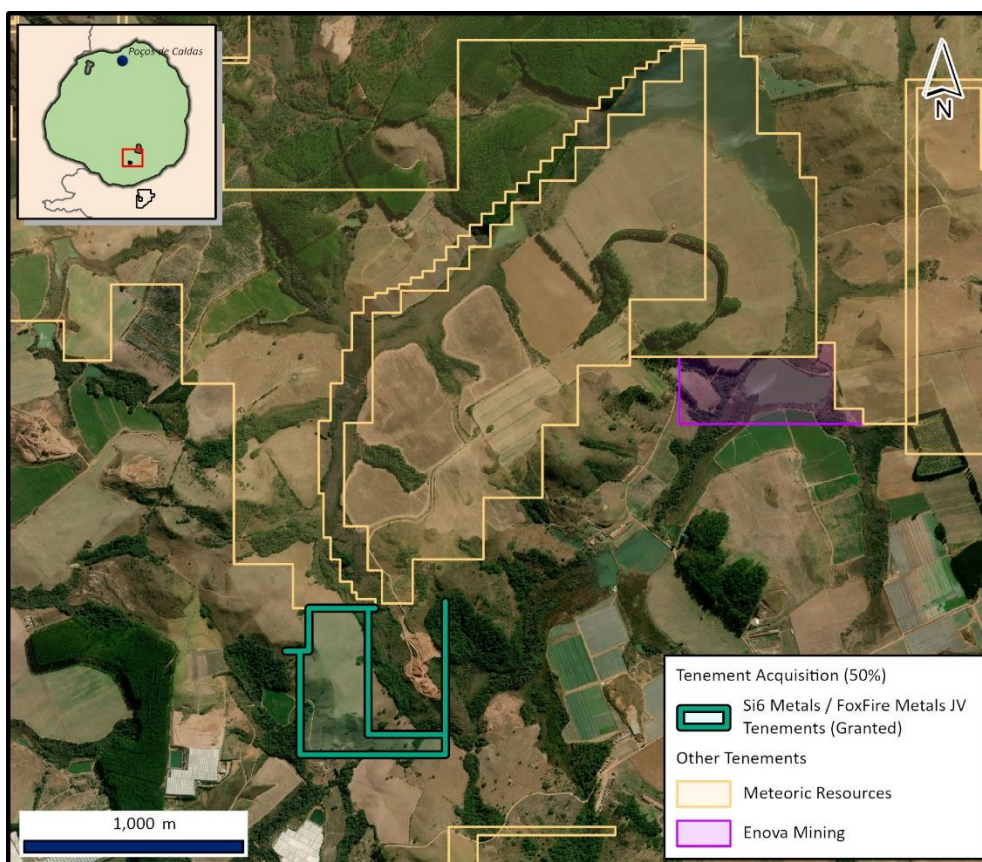 Poços de Caldas
N
Tenement Acquisition (50%)
Si6 Metals / FoxFire Metals JV
Tenements (Granted)
Other Tenements
Meteoric Resources
Enova Mining
1,000 m